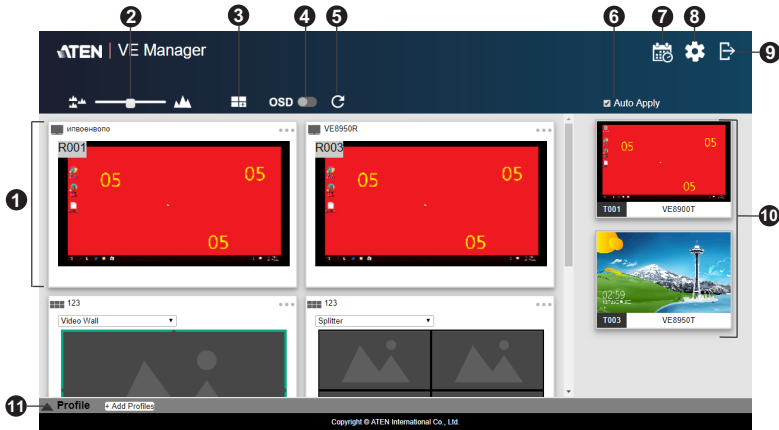 2
3
4
5
6
7
8
ATEN | VE Manager
9
OSD
Auto Apply
ипвоенвопо
VE8950R
R001
R003
05
05
05
05
05
05
05
05
05
T001 VE8900T
1
10
02:59
T003 VE8950T
123
123
Video Wall
Splitter
11
Profile + Add Profiles
Copyright © ATEN International Co., Ltd.